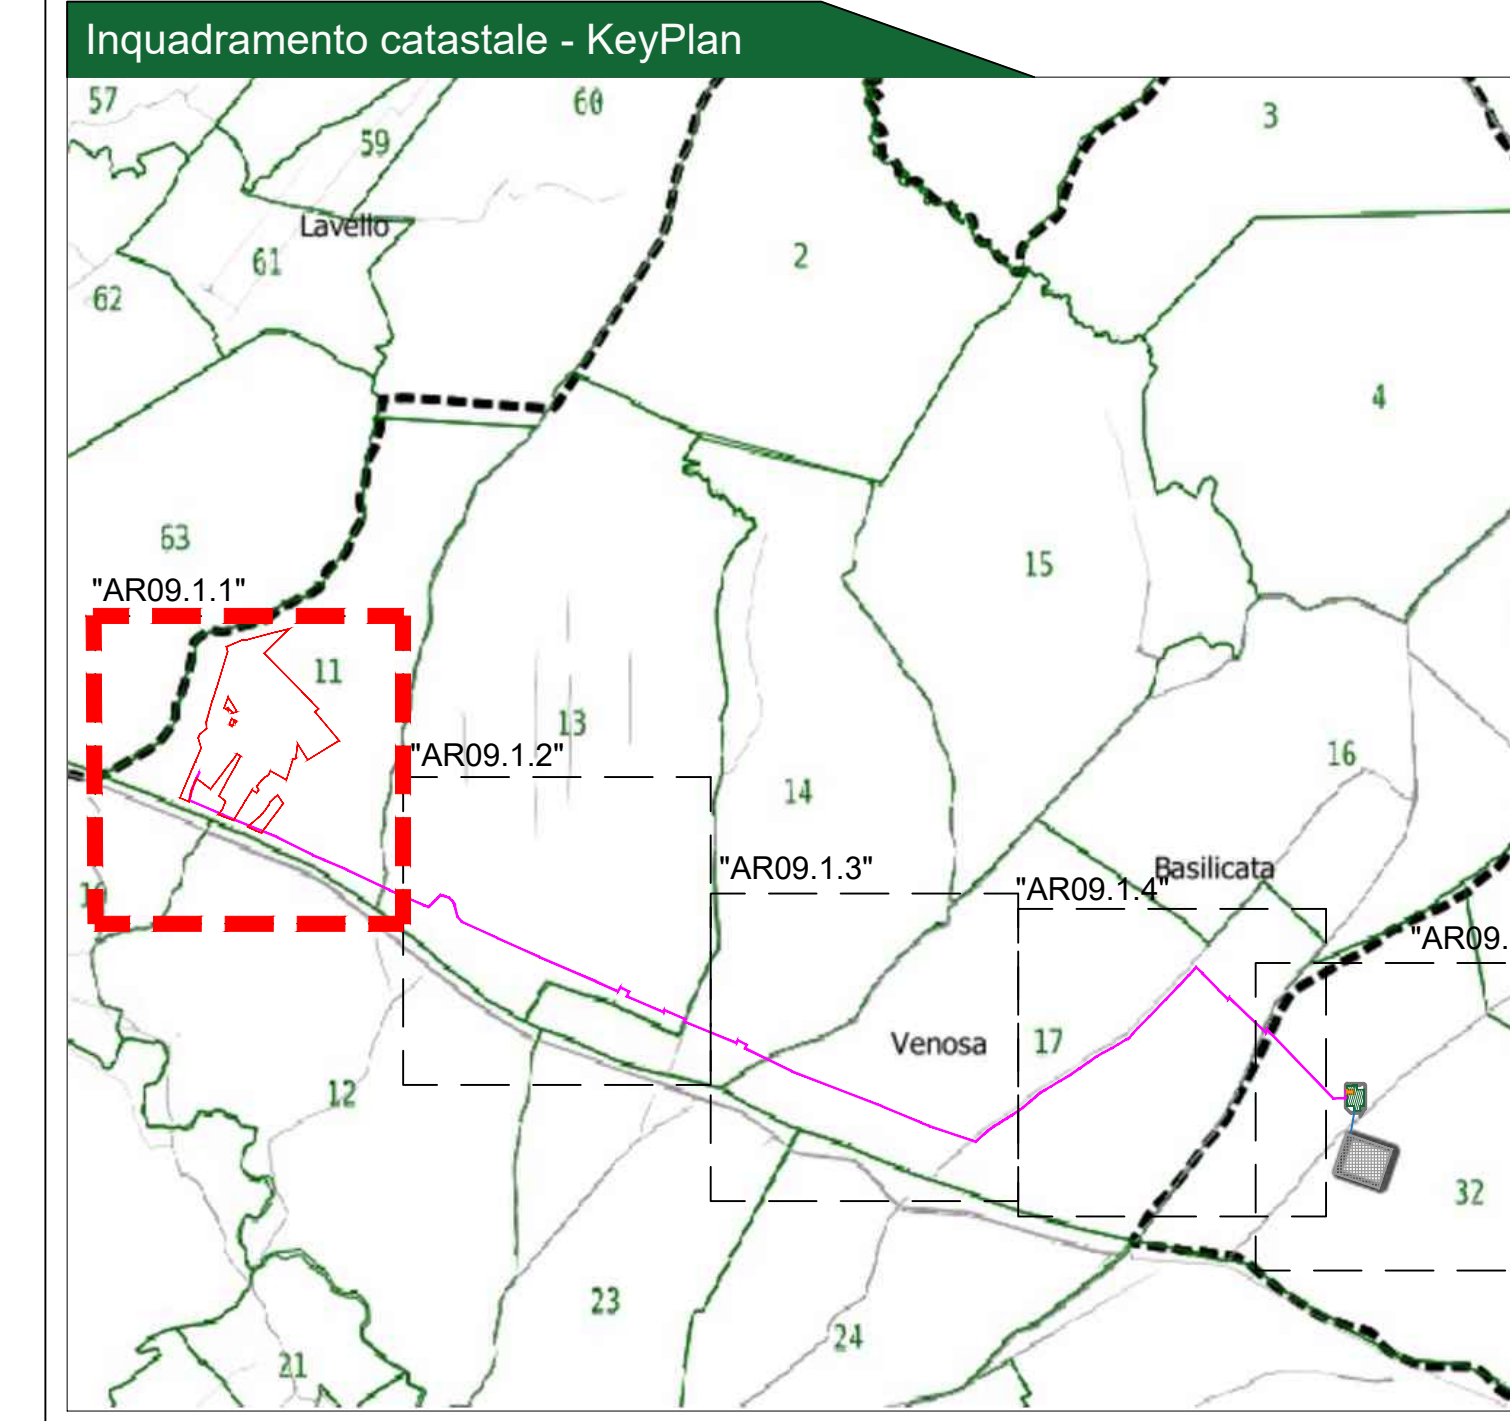 Inquadramento catastale - KeyPlan
57
60
3
59
Lavello
2
61
62
4
63
15
"AR09.1.1"
11
13
"AR09.1.2"
16
14
"AR09.1.3"
Basilicata
"AR09.1.4"
"AR09.
Venosa
17
12
32
23
24
21